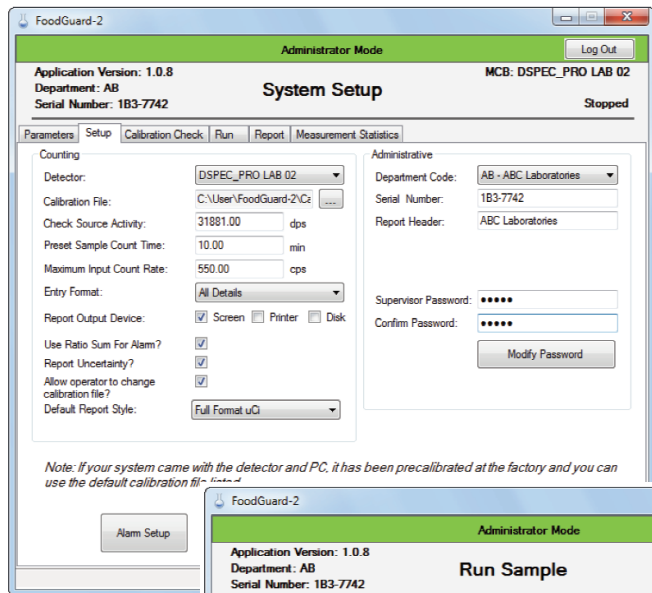 FoodGuard-2
Administrator Mode
Log Out
Application Version: 1.0.8
MCB: DSPEC_PRO LAB 02
Department: AB
System Setup
Serial Number: 1B3-7742
Stopped
Parameters Setup Calibration Check Run Report Measurement Statistics
Counting
Detector: DSPEC_PRO LAB 02
Calibration File: C:\User\FoodGuard-2\Ca ...
Check Source Activity: 31881.00 dps
Preset Sample Count Time: 10.00 min
Maximum Input Count Rate: 550.00 cps
Entry Format: All Details
Report Output Device: Screen Printer Disk
Use Ratio Sum For Alarm?
Report Uncertainty?
Allow operator to change
calibration file?
Default Report Style: Full Format uCi
Administrative
Department Code: AB - ABC Laboratories
Serial Number: 1B3-7742
Report Header: ABC Laboratories
Supervisor Password: •••••
Confirm Password: •••••
Modify Password
Note: If your system came with the detector and PC, it has been precalibrated at the factory and you can
use the default calibration file listed
Alarm Setup
FoodGuard-2
Administrator Mode
Application Version: 1.0.8
Department: AB
Run Sample
Serial Number: 1B3-7742